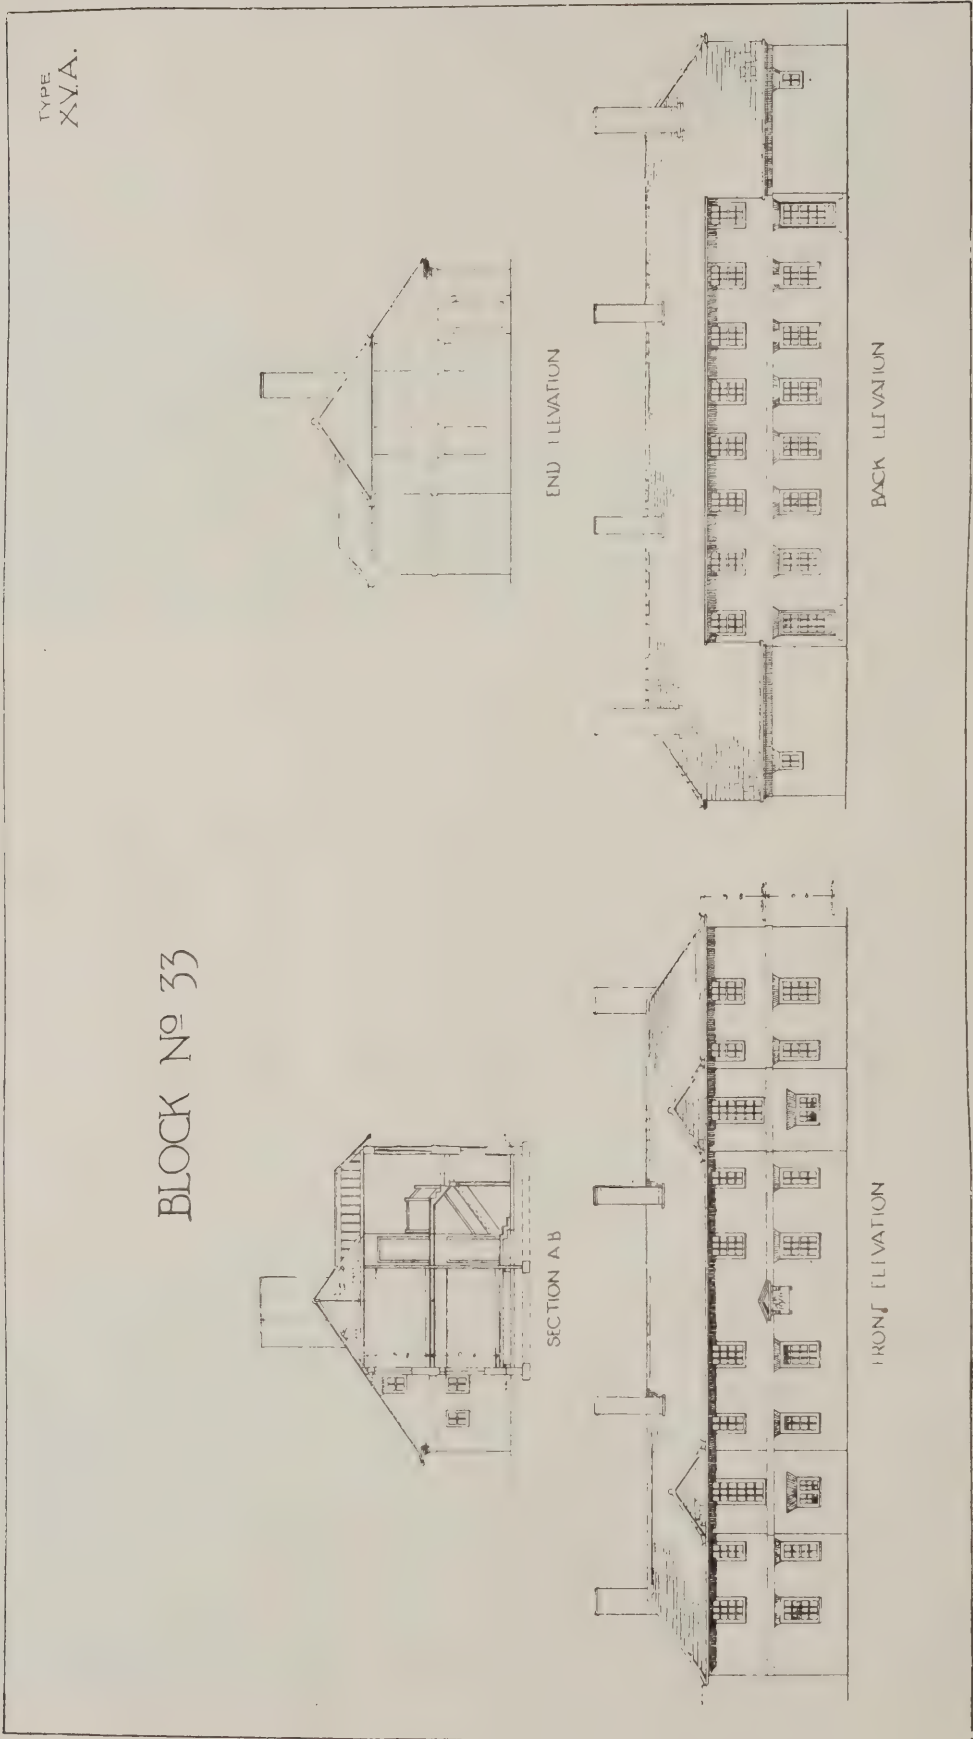 TYPE
XV.A.
BLOCK Nº 33
SECTION A B
END ELEVATION
FRONT ELEVATION
BACK ELEVATION